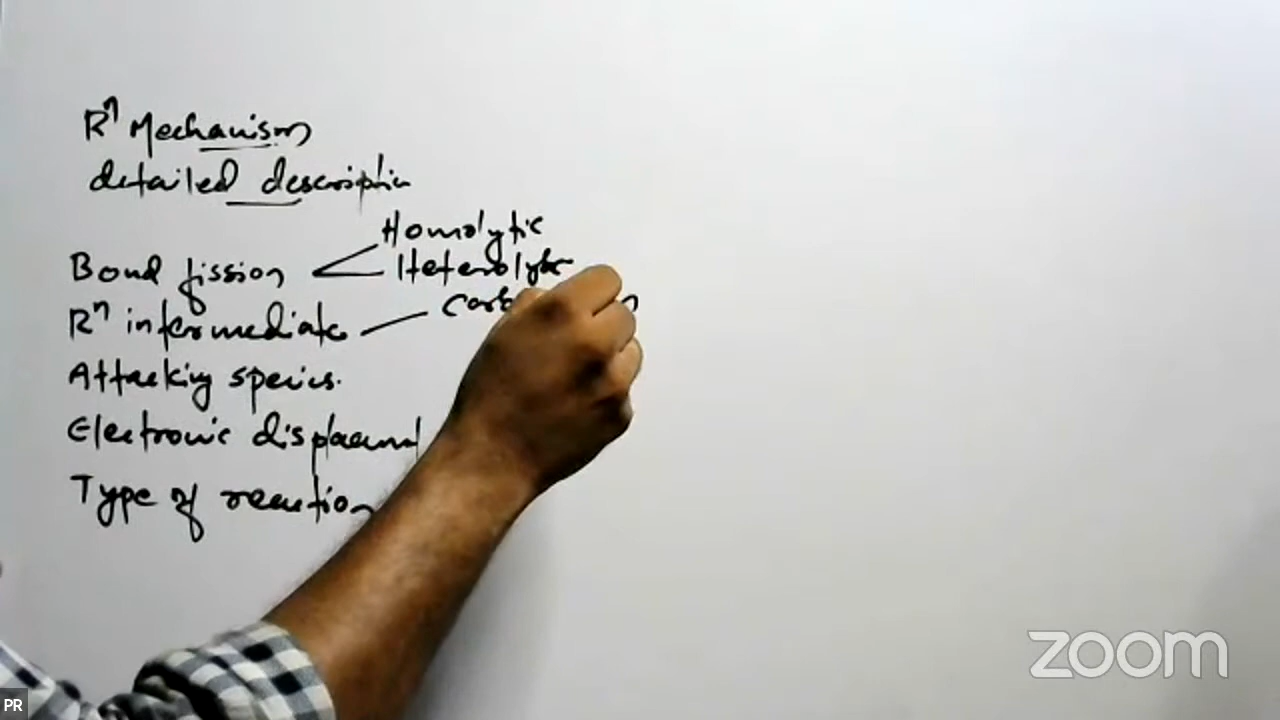 Rⁿ Mechanism
detailed description
Bond fission
Homolytic
Heterolytic
Rⁿ intermediate
Attacking species.
Electronic displacement
Type of reaction
zoom
PR